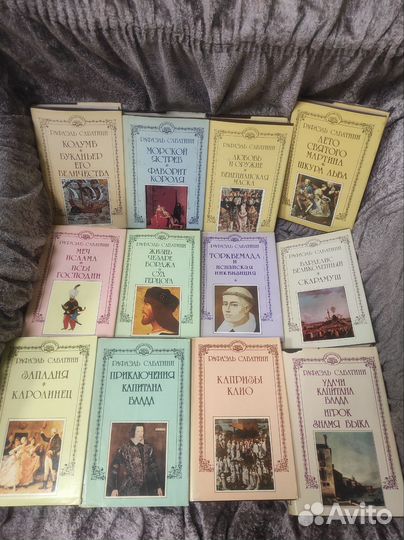 РАФАЭЛЬ САБАТИНИ
КОЛУМБ
БУКАНЬЕР ЕГО
ВЕЛИЧЕСТВА
РАФАЭЛЬ САБАТИНИ
МОРСКОЙ
ЯСТРЕБ
ФАВОРИТ
КОРОЛЯ
РАФАЭЛЬ САБАТИНИ
ЛЮБОВЬ
И ОРУЖИЕ
ВЕНЕЦИАНСКАЯ
МАСКА
РАФАЭЛЬ САБАТИНИ
ЛЕТО
СВЯТОГО
МАРТИНА
ШКУРА ЛЬВА
РАФАЭЛЬ САБАТИНИ
МЕЧ
ИСЛАМА
ПСЫ
ГОСПОДНИ
РАФАЭЛЬ САБАТИНИ
ЖИЗНЬ
ЧЕЗАРЕ
БОРДЖА
СУД
ГЕРЦОГА
РАФАЭЛЬ САБАТИНИ
ТОРКВЕМАДА
И
ИСПАНСКАЯ
ИНКВИЗИЦИЯ
РАФАЭЛЬ САБАТИНИ
БАРДЕЛИС
ВЕЛИКОЛЕПНЫЙ
СКАРАМУШ
РАФАЭЛЬ САБАТИНИ
ЗАПАДНЯ
КАРОЛИНЕЦ
РАФАЭЛЬ САБАТИНИ
ПРИКЛЮЧЕНИЯ
КАПИТАНА
БЛАДА
РАФАЭЛЬ САБАТИНИ
КАПРИЗЫ
КЛИО
РАФАЭЛЬ САБАТИНИ
УДАЧИ
КАПИТАНА
БЛАДА
ИГРОК
ЗНАМЯ БЫКА
Avito